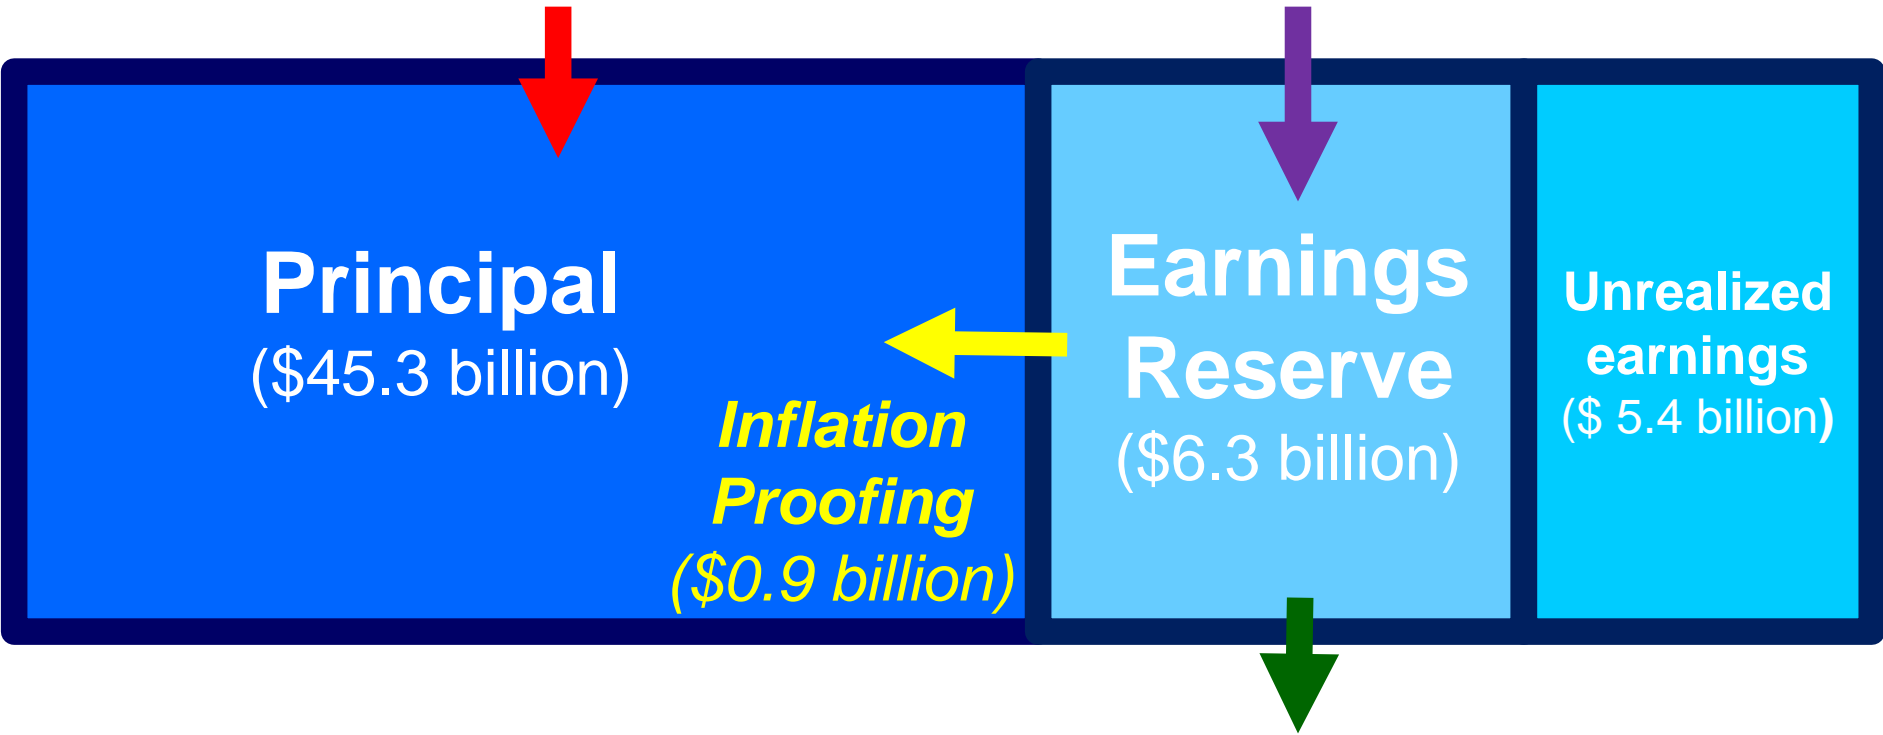 Principal
($45.3 billion)
Inflation
Proofing
($0.9 billion)
Earnings
Reserve
($6.3 billion)
Unrealized
earnings
($ 5.4 billion)